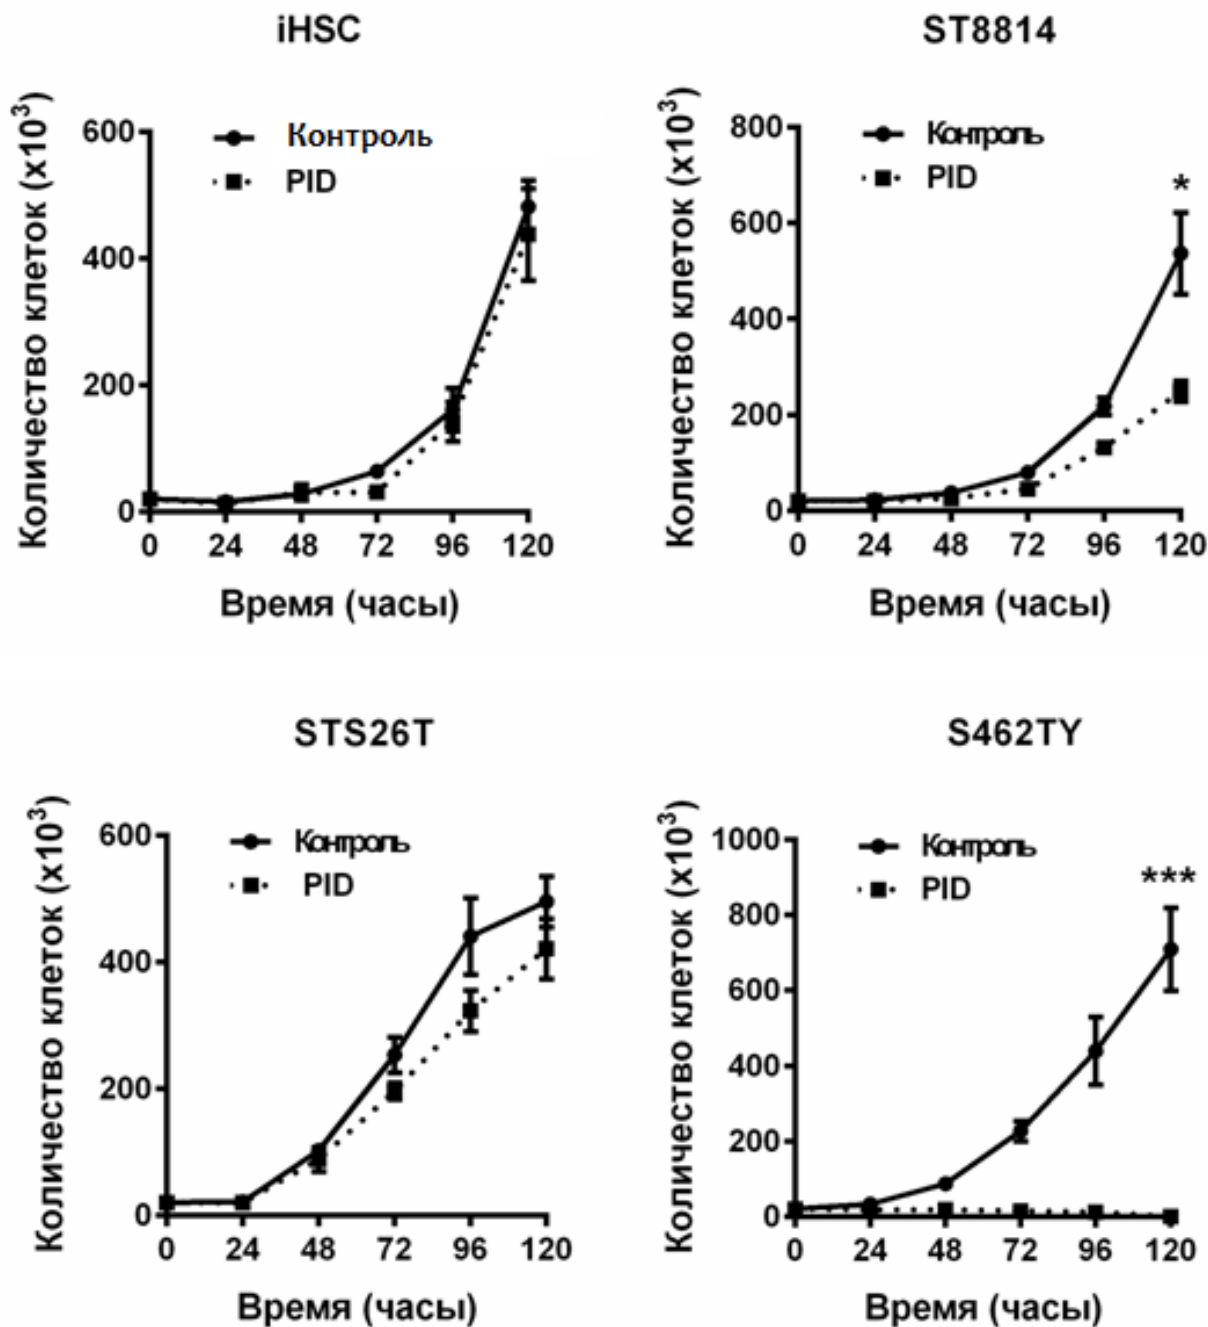 iHSC
Количество клеток (x10³)
600
400
200
0
Контроль
PID
0 24 48 72 96 120
Время (часы)
ST8814
Количество клеток (x10³)
800
600
400
200
0
Контроль
PID
*
0 24 48 72 96 120
Время (часы)
STS26T
Количество клеток (x10³)
600
400
200
0
Контроль
PID
0 24 48 72 96 120
Время (часы)
S462TY
Количество клеток (x10³)
1000
800
600
400
200
0
Контроль
PID
***
0 24 48 72 96 120
Время (часы)